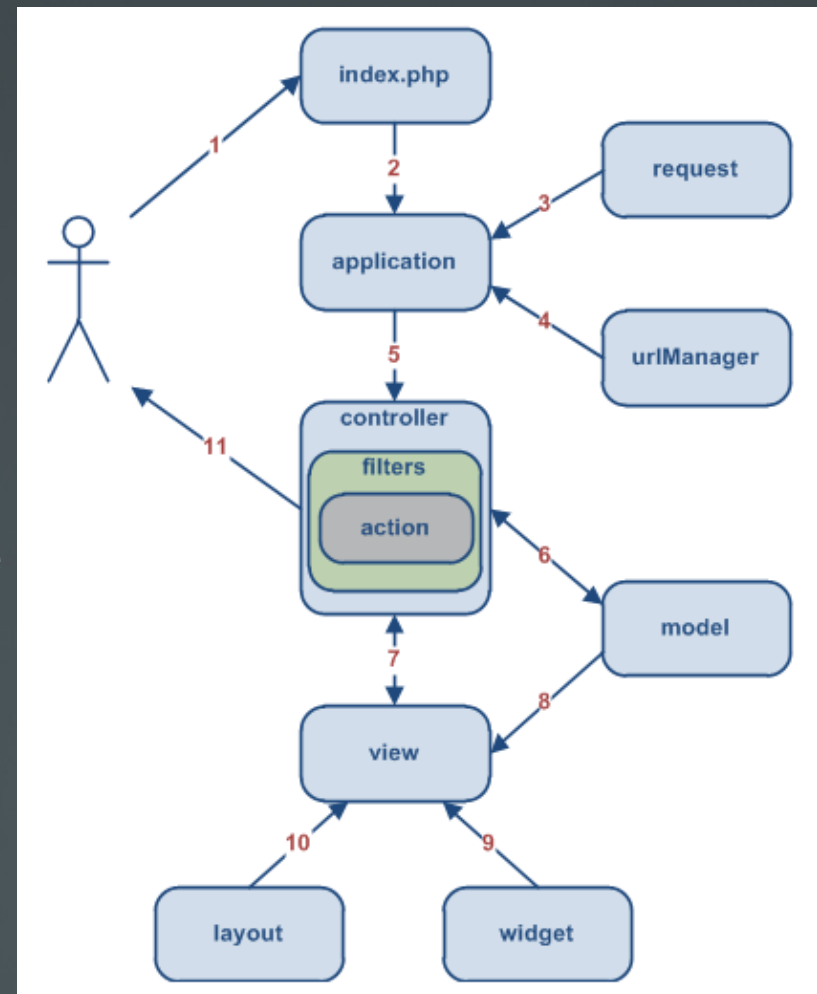 index.php
1
2
request
3
application
4
urlManager
5
controller
11
filters
action
6
model
7
8
view
10
9
layout
widget